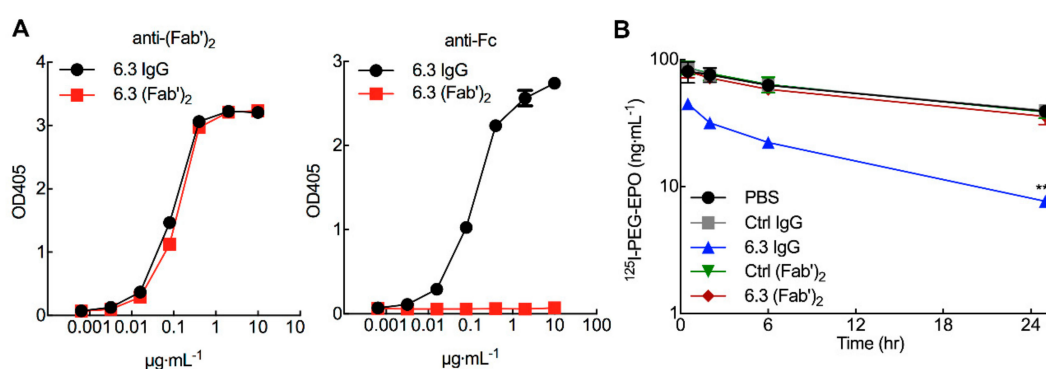 A
anti-(Fab')₂
6.3 IgG
6.3 (Fab')₂
OD405
4
3
2
1
0
0.001 0.01 0.1 1 10
10
µg·mL⁻¹
anti-Fc
6.3 IgG
6.3 (Fab')₂
OD405
3
2
1
0
0.001 0.01 0.1 1 10 100
µg·mL⁻¹
B
¹²⁵I-PEG-EPO (ng·mL⁻¹)
100
10
1
**
PBS
Ctrl IgG
6.3 IgG
Ctrl (Fab')₂
6.3 (Fab')₂
0 6 12 18 24
Time (hr)